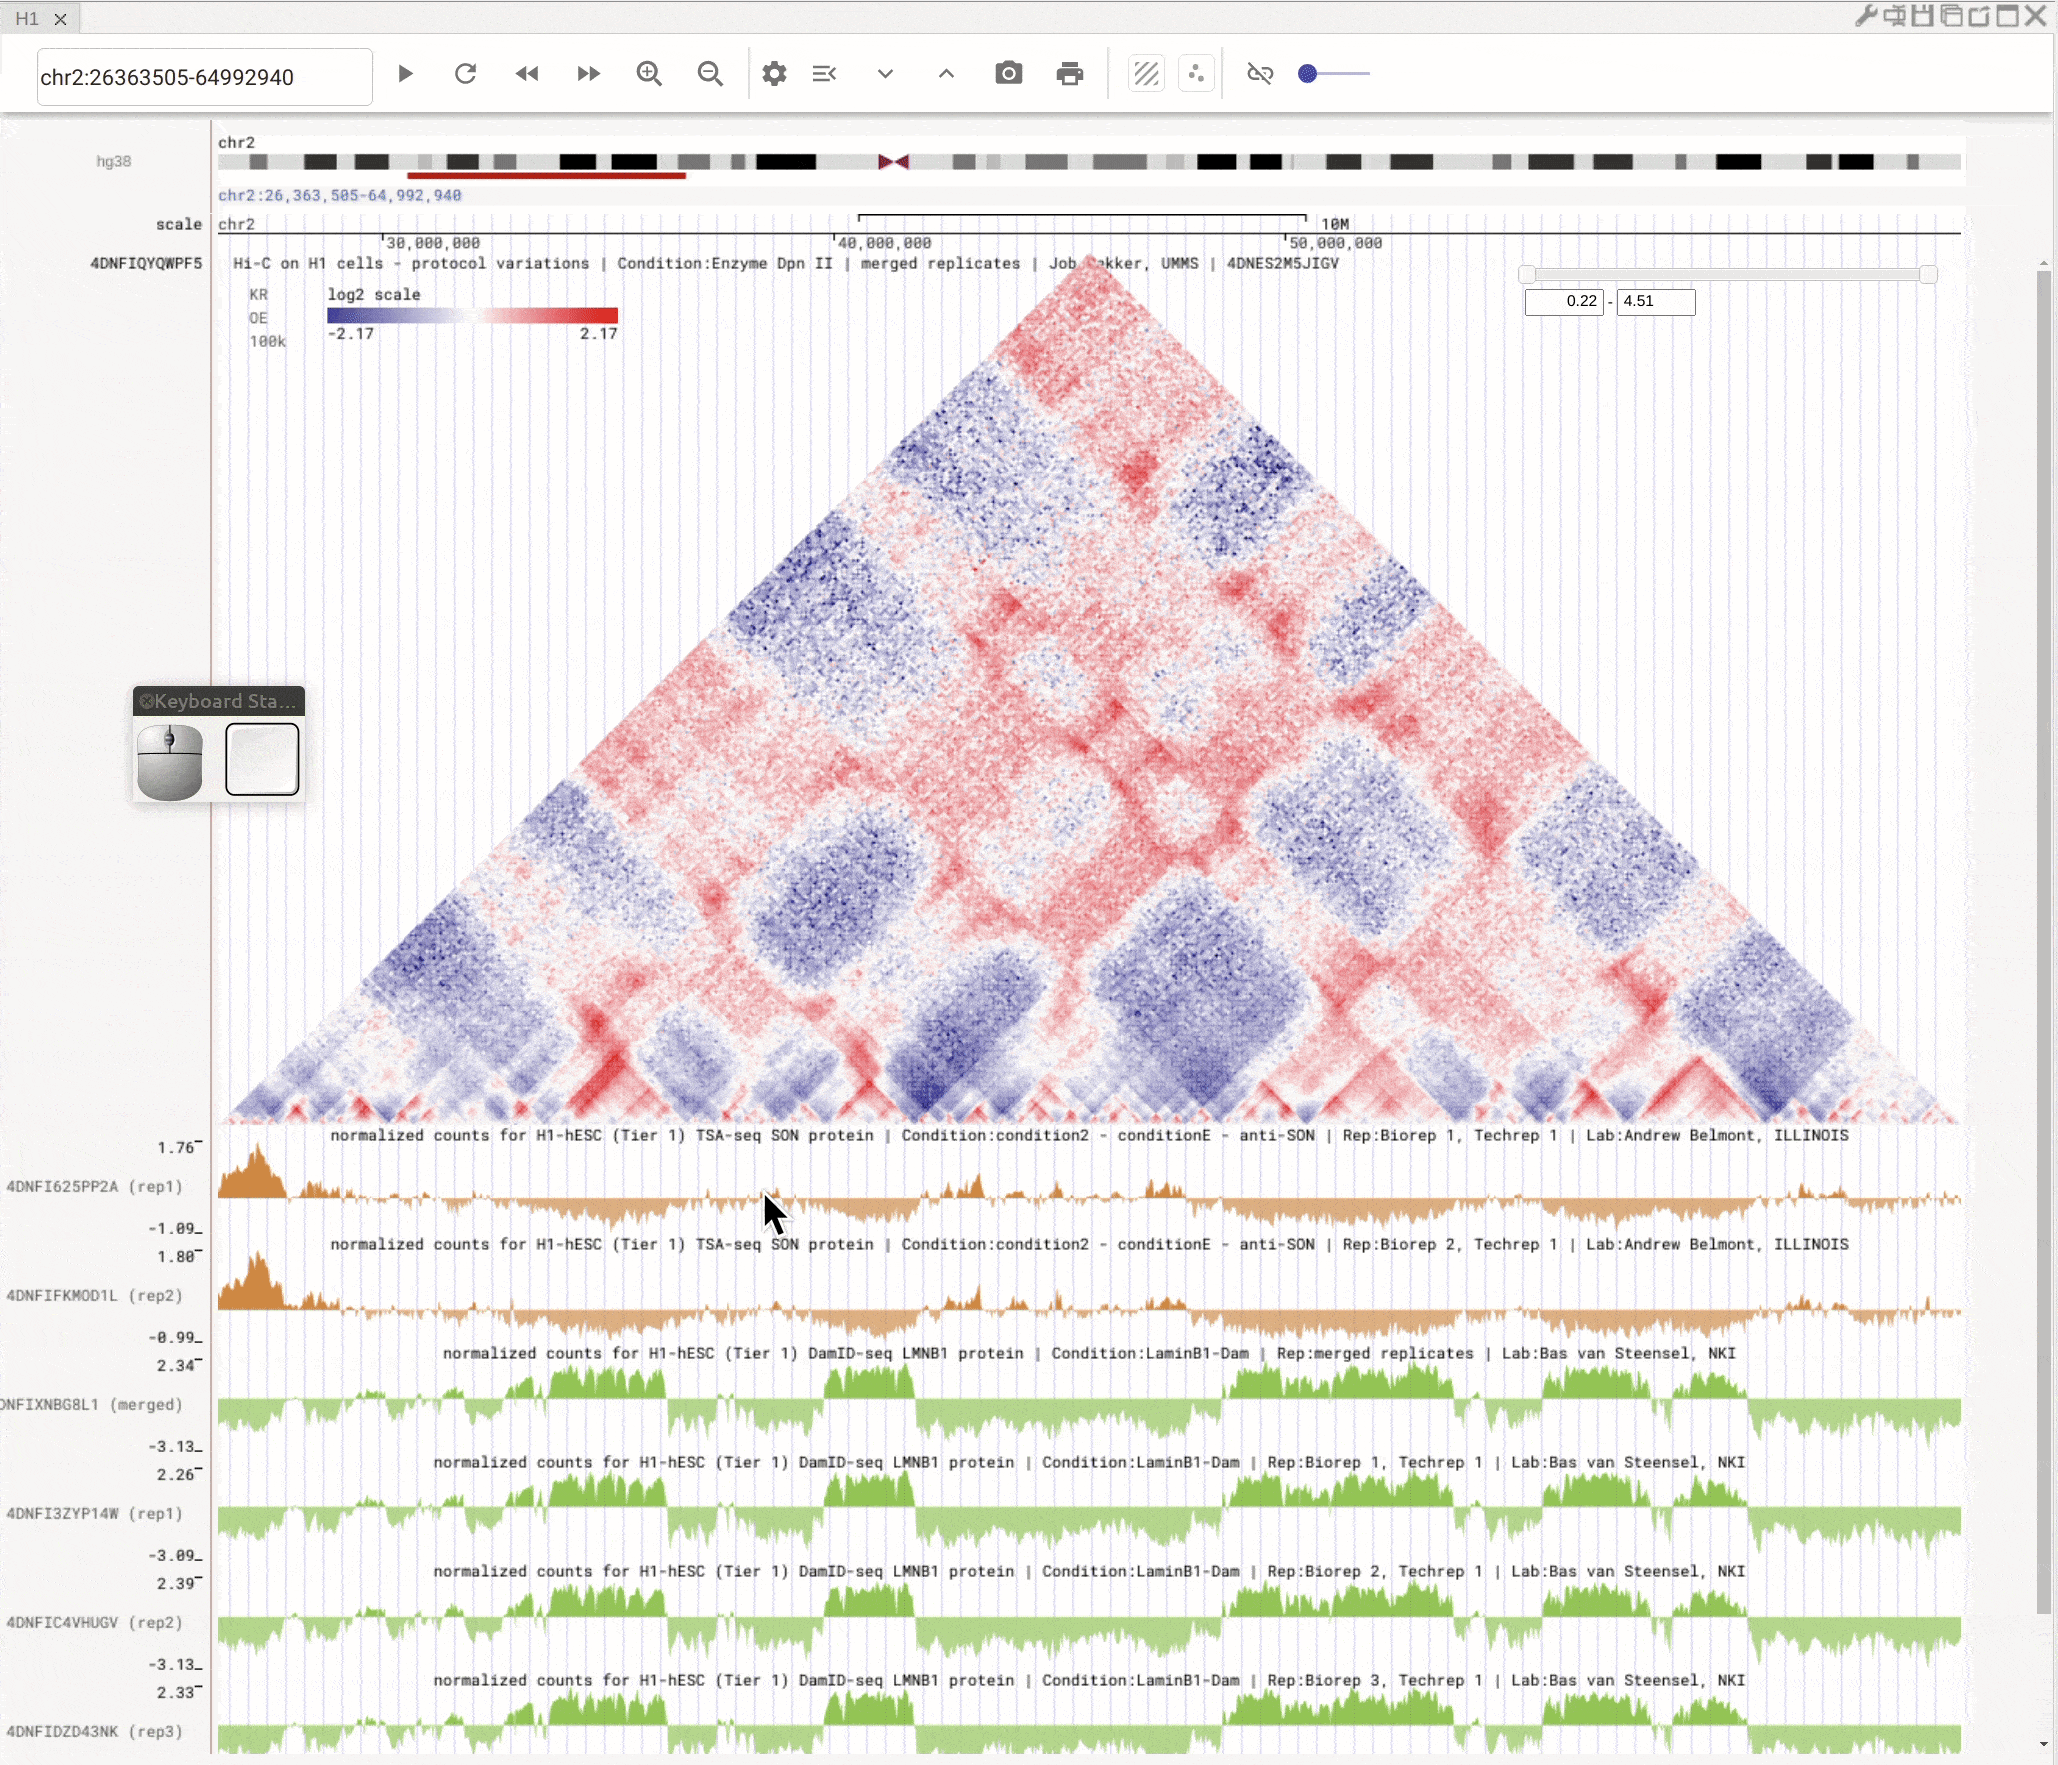 H1
chr2:26363505-64992940
chr2
hg38
chr2:26,363,505-64,992,940
scale chr2 10M
30,000,000 40,000,000 50,000,000
4DNFIQYQWPF5 Hi-C on H1 cells - protocol variations | Condition:Enzyme Dpn II | merged replicates | Job UMMS | 4DNES2M5JIGV
KR log2 scale
OE
100k -2.17 2.17
0.22 - 4.51
Keyboard Sta...
normalized counts for H1-hESC (Tier 1) TSA-seq SON protein | Condition:condition2 - conditionE - anti-SON | Rep:Biorep 1, Techrep 1 | Lab:Andrew Belmont, ILLINOIS
1.76
4DNFI625PP2A (rep1)
-1.09
normalized counts for H1-hESC (Tier 1) TSA-seq SON protein | Condition:condition2 - conditionE - anti-SON | Rep:Biorep 2, Techrep 1 | Lab:Andrew Belmont, ILLINOIS
1.80
4DNFIFKMOD1L (rep2)
-0.99
normalized counts for H1-hESC (Tier 1) DamID-seq LMNB1 protein | Condition:LaminB1-Dam | Rep:merged replicates | Lab:Bas van Steensel, NKI
2.34
DNFIXNBG8L1 (merged)
-3.13
normalized counts for H1-hESC (Tier 1) DamID-seq LMNB1 protein | Condition:LaminB1-Dam | Rep:Biorep 1, Techrep 1 | Lab:Bas van Steensel, NKI
2.26
4DNFI3ZYP14W (rep1)
-3.09
normalized counts for H1-hESC (Tier 1) DamID-seq LMNB1 protein | Condition:LaminB1-Dam | Rep:Biorep 2, Techrep 1 | Lab:Bas van Steensel, NKI
2.39
4DNFIC4VHUGV (rep2)
-3.13
normalized counts for H1-hESC (Tier 1) DamID-seq LMNB1 protein | Condition:LaminB1-Dam | Rep:Biorep 3, Techrep 1 | Lab:Bas van Steensel, NKI
2.33
4DNFIDZD43NK (rep3)